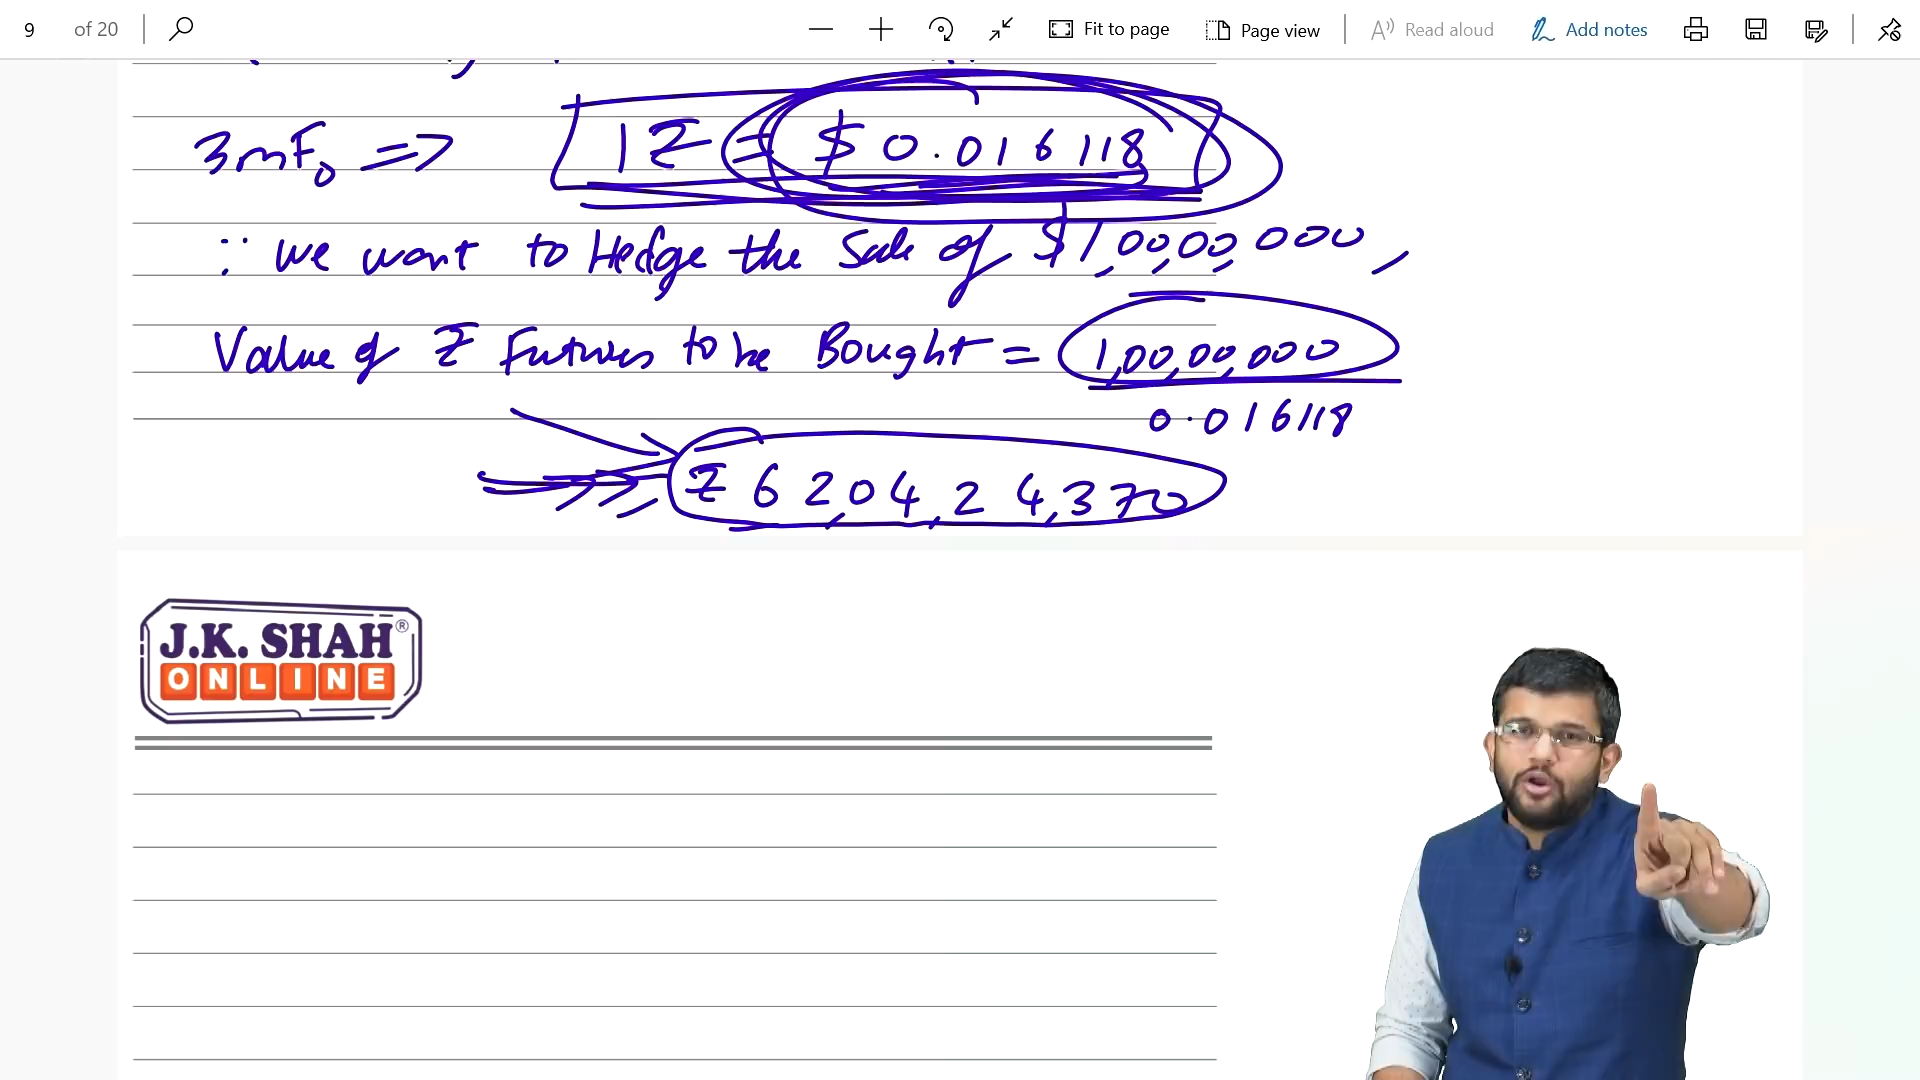 9 of 20 Fit to page Page view Read aloud Add notes
3mF₀ => 1₹ = $ 0.016118
∵ we want to Hedge the Sale of $1,00,00,000,
Value of ₹ Futures to be Bought = 1,00,00,000
0.016118
₹ 62,04,24,370
J.K. SHAH®
ONLINE